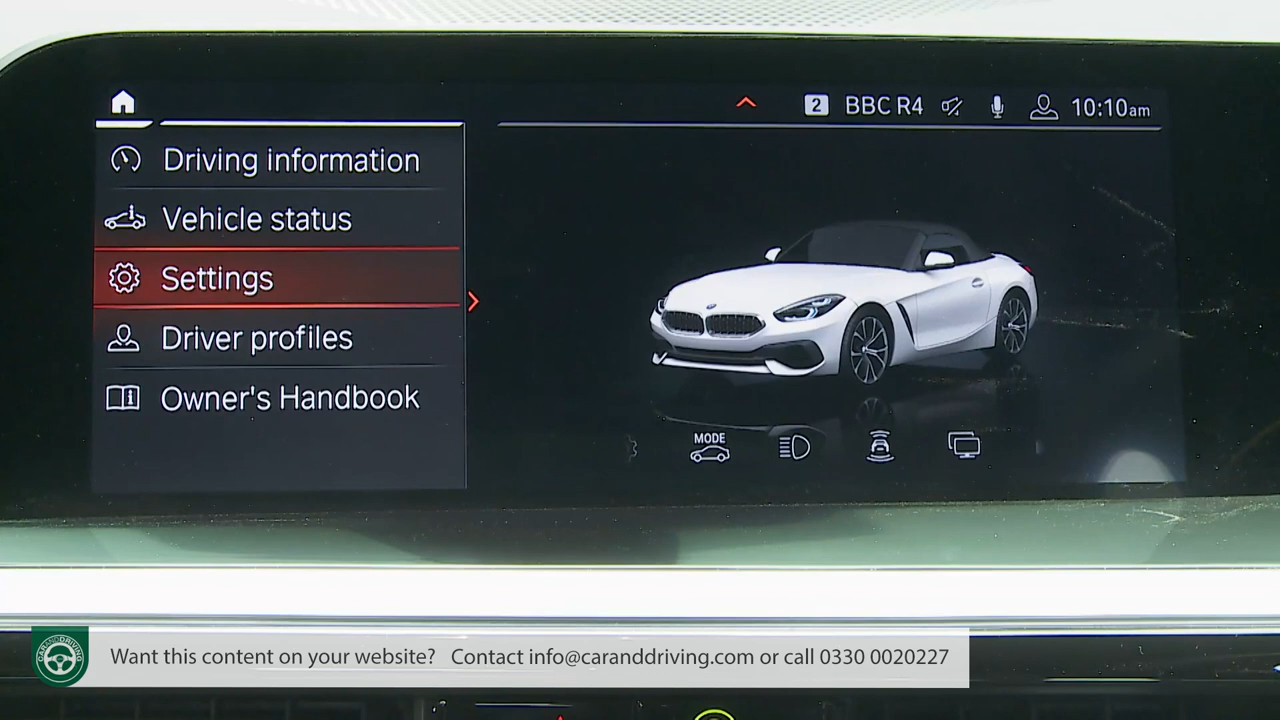 2 BBC R4 10:10am
Driving information
Vehicle status
Settings
Driver profiles
Owner's Handbook
MODE
CARANDDRIVING
Want this content on your website? Contact info@caranddriving.com or call 0330 0020227